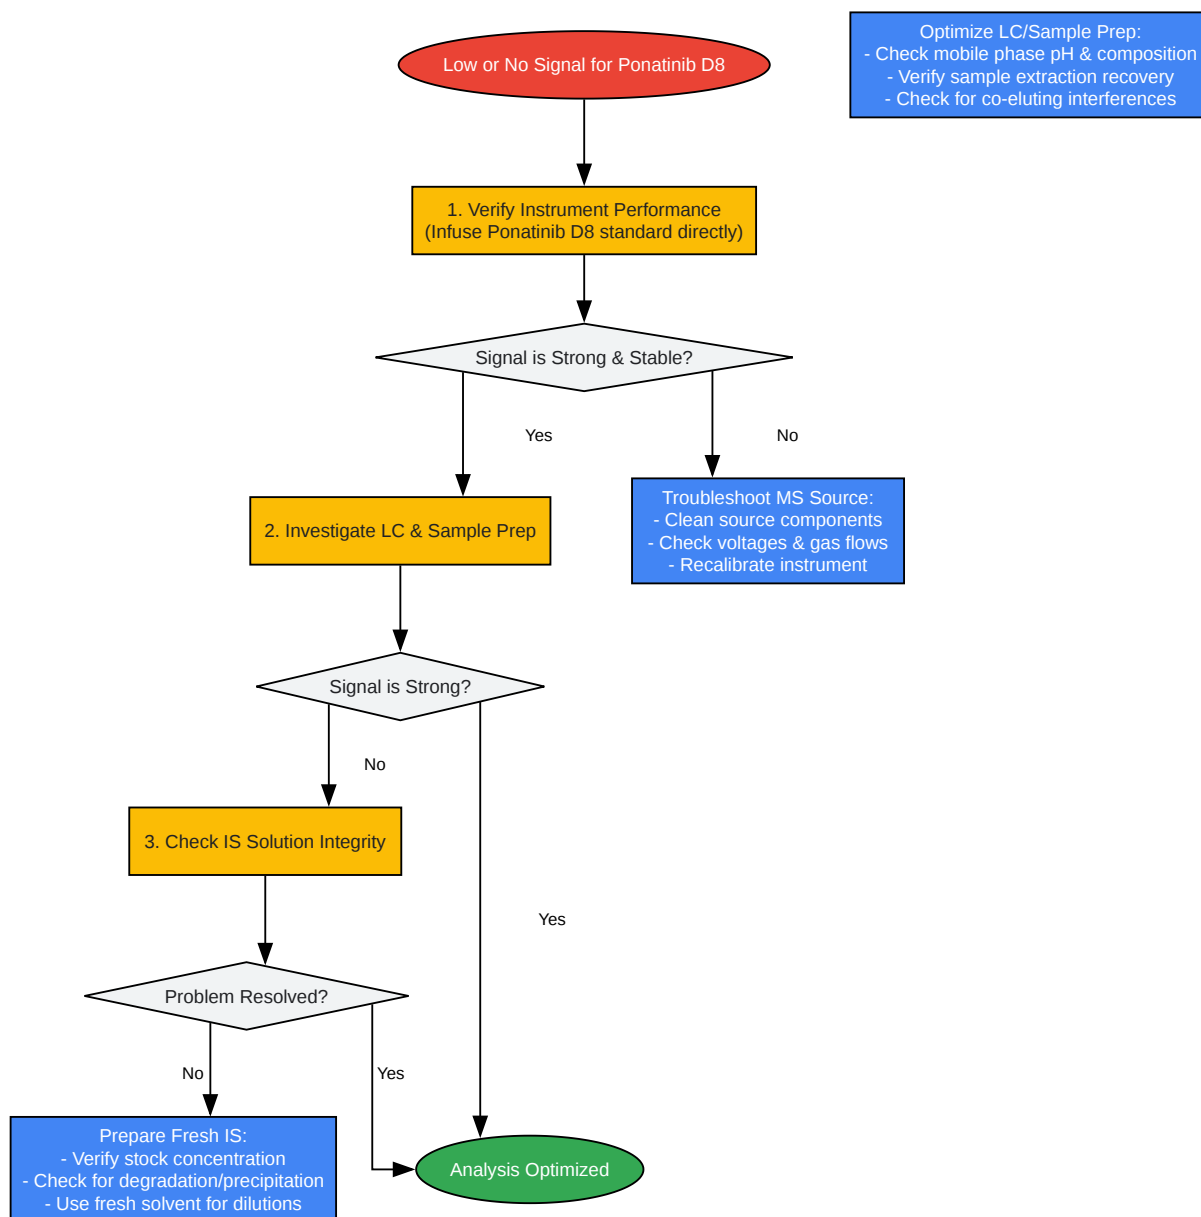 Low or No Signal for Ponatinib D8
Optimize LC/Sample Prep:
- Check mobile phase pH & composition
- Verify sample extraction recovery
- Check for co-eluting interferences
1. Verify Instrument Performance
(Infuse Ponatinib D8 standard directly)
Signal is Strong & Stable?
Yes
No
2. Investigate LC & Sample Prep
Troubleshoot MS Source:
- Clean source components
- Check voltages & gas flows
- Recalibrate instrument
Signal is Strong?
No
3. Check IS Solution Integrity
Yes
Problem Resolved?
No
Yes
Prepare Fresh IS:
- Verify stock concentration
- Check for degradation/precipitation
- Use fresh solvent for dilutions
Analysis Optimized